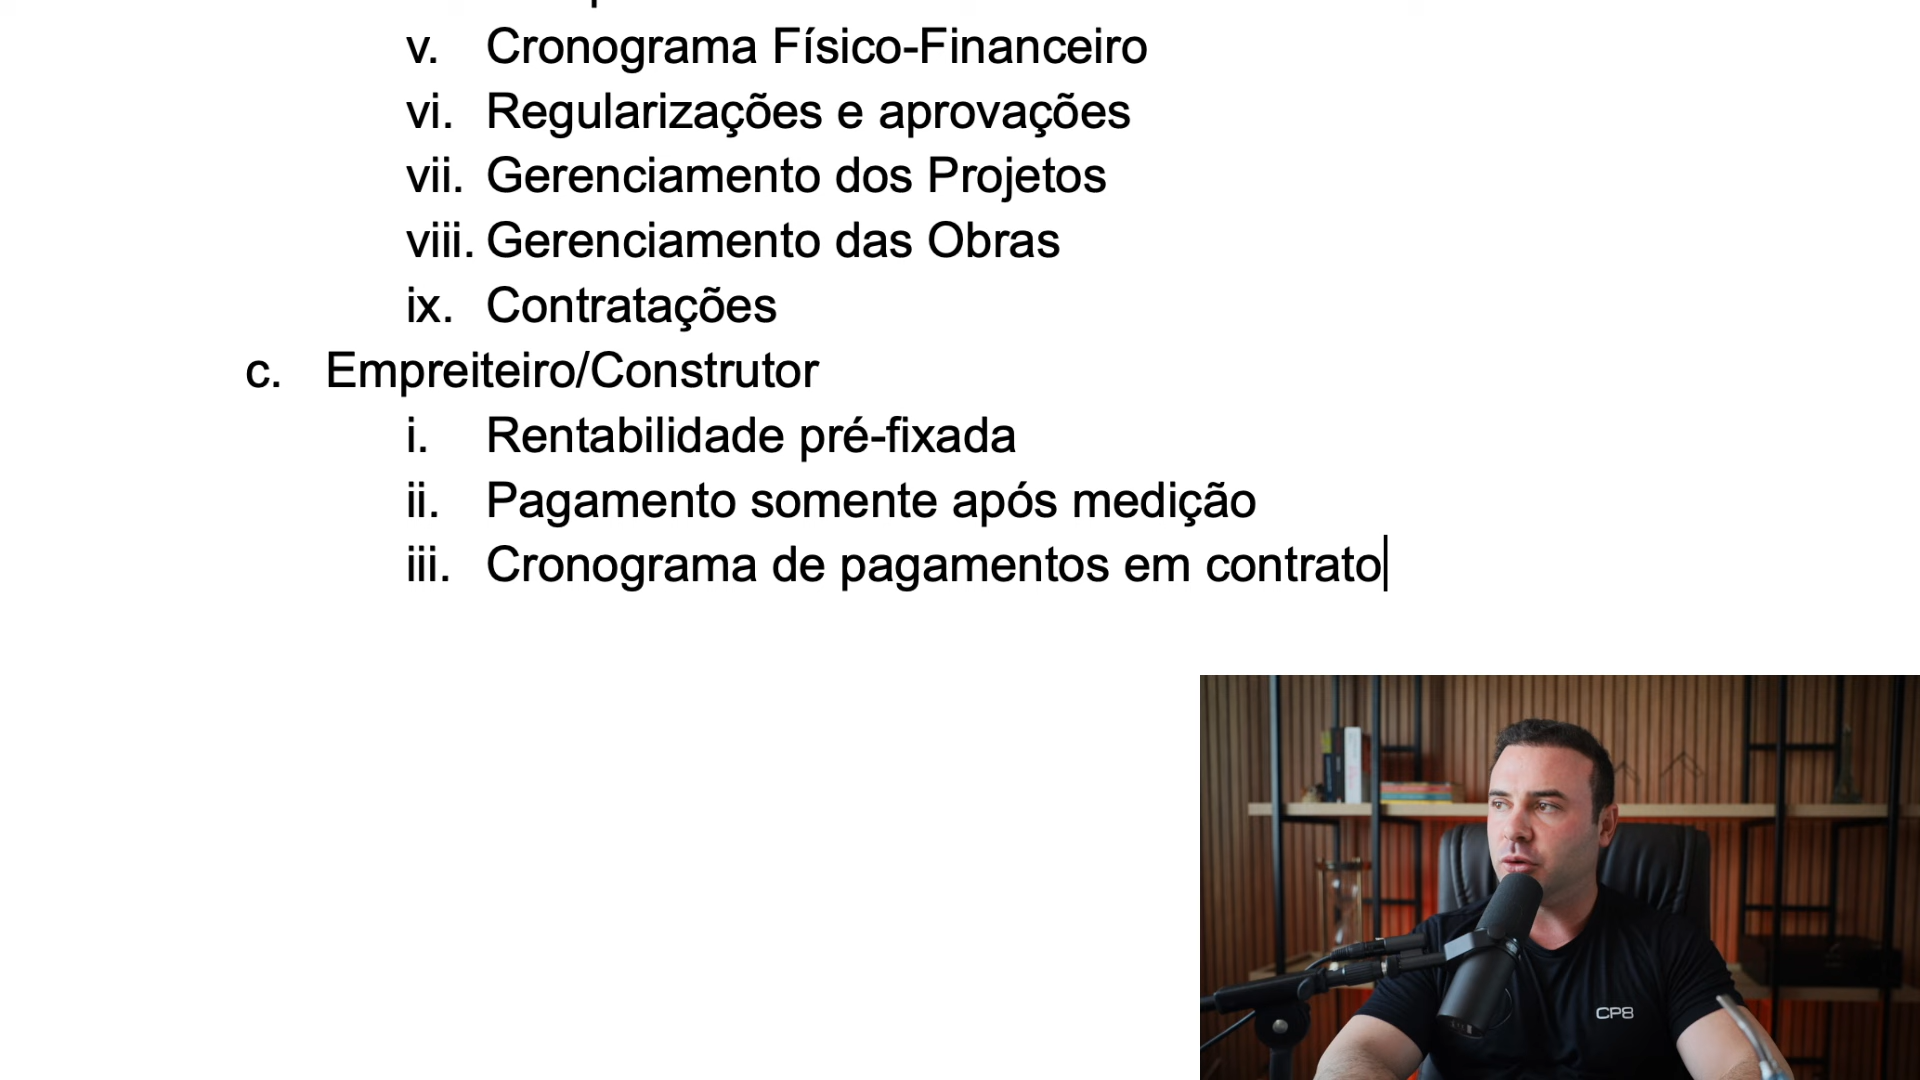 v. Cronograma Físico-Financeiro
vi. Regularizações e aprovações
vii. Gerenciamento dos Projetos
viii. Gerenciamento das Obras
ix. Contratações
c. Empreiteiro/Construtor
i. Rentabilidade pré-fixada
ii. Pagamento somente após medição
iii. Cronograma de pagamentos em contrato
CP8